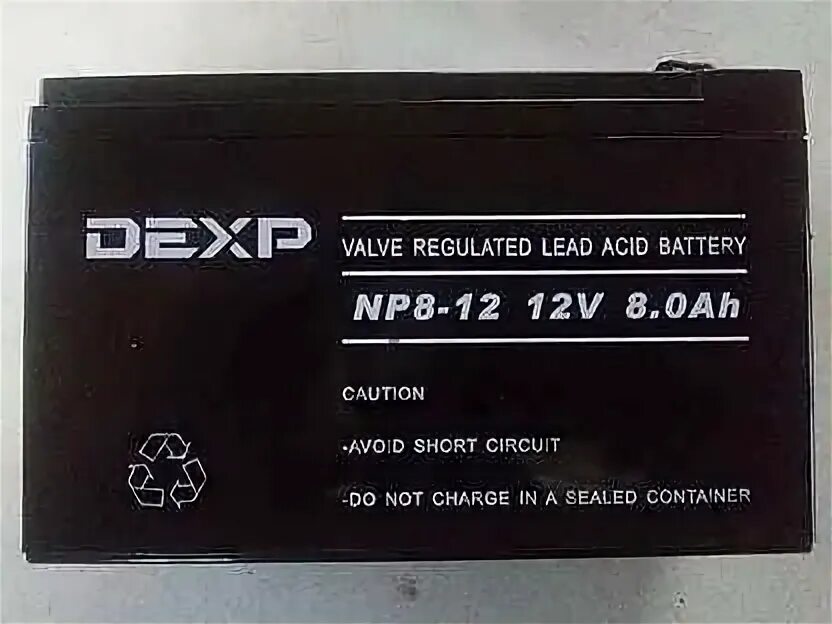 DEXP
VALVE REGULATED LEAD ACID BATTERY
NP8-12 12V 8.0Ah
CAUTION
-AVOID SHORT CIRCUIT
-DO NOT CHARGE IN A SEALED CONTAINER